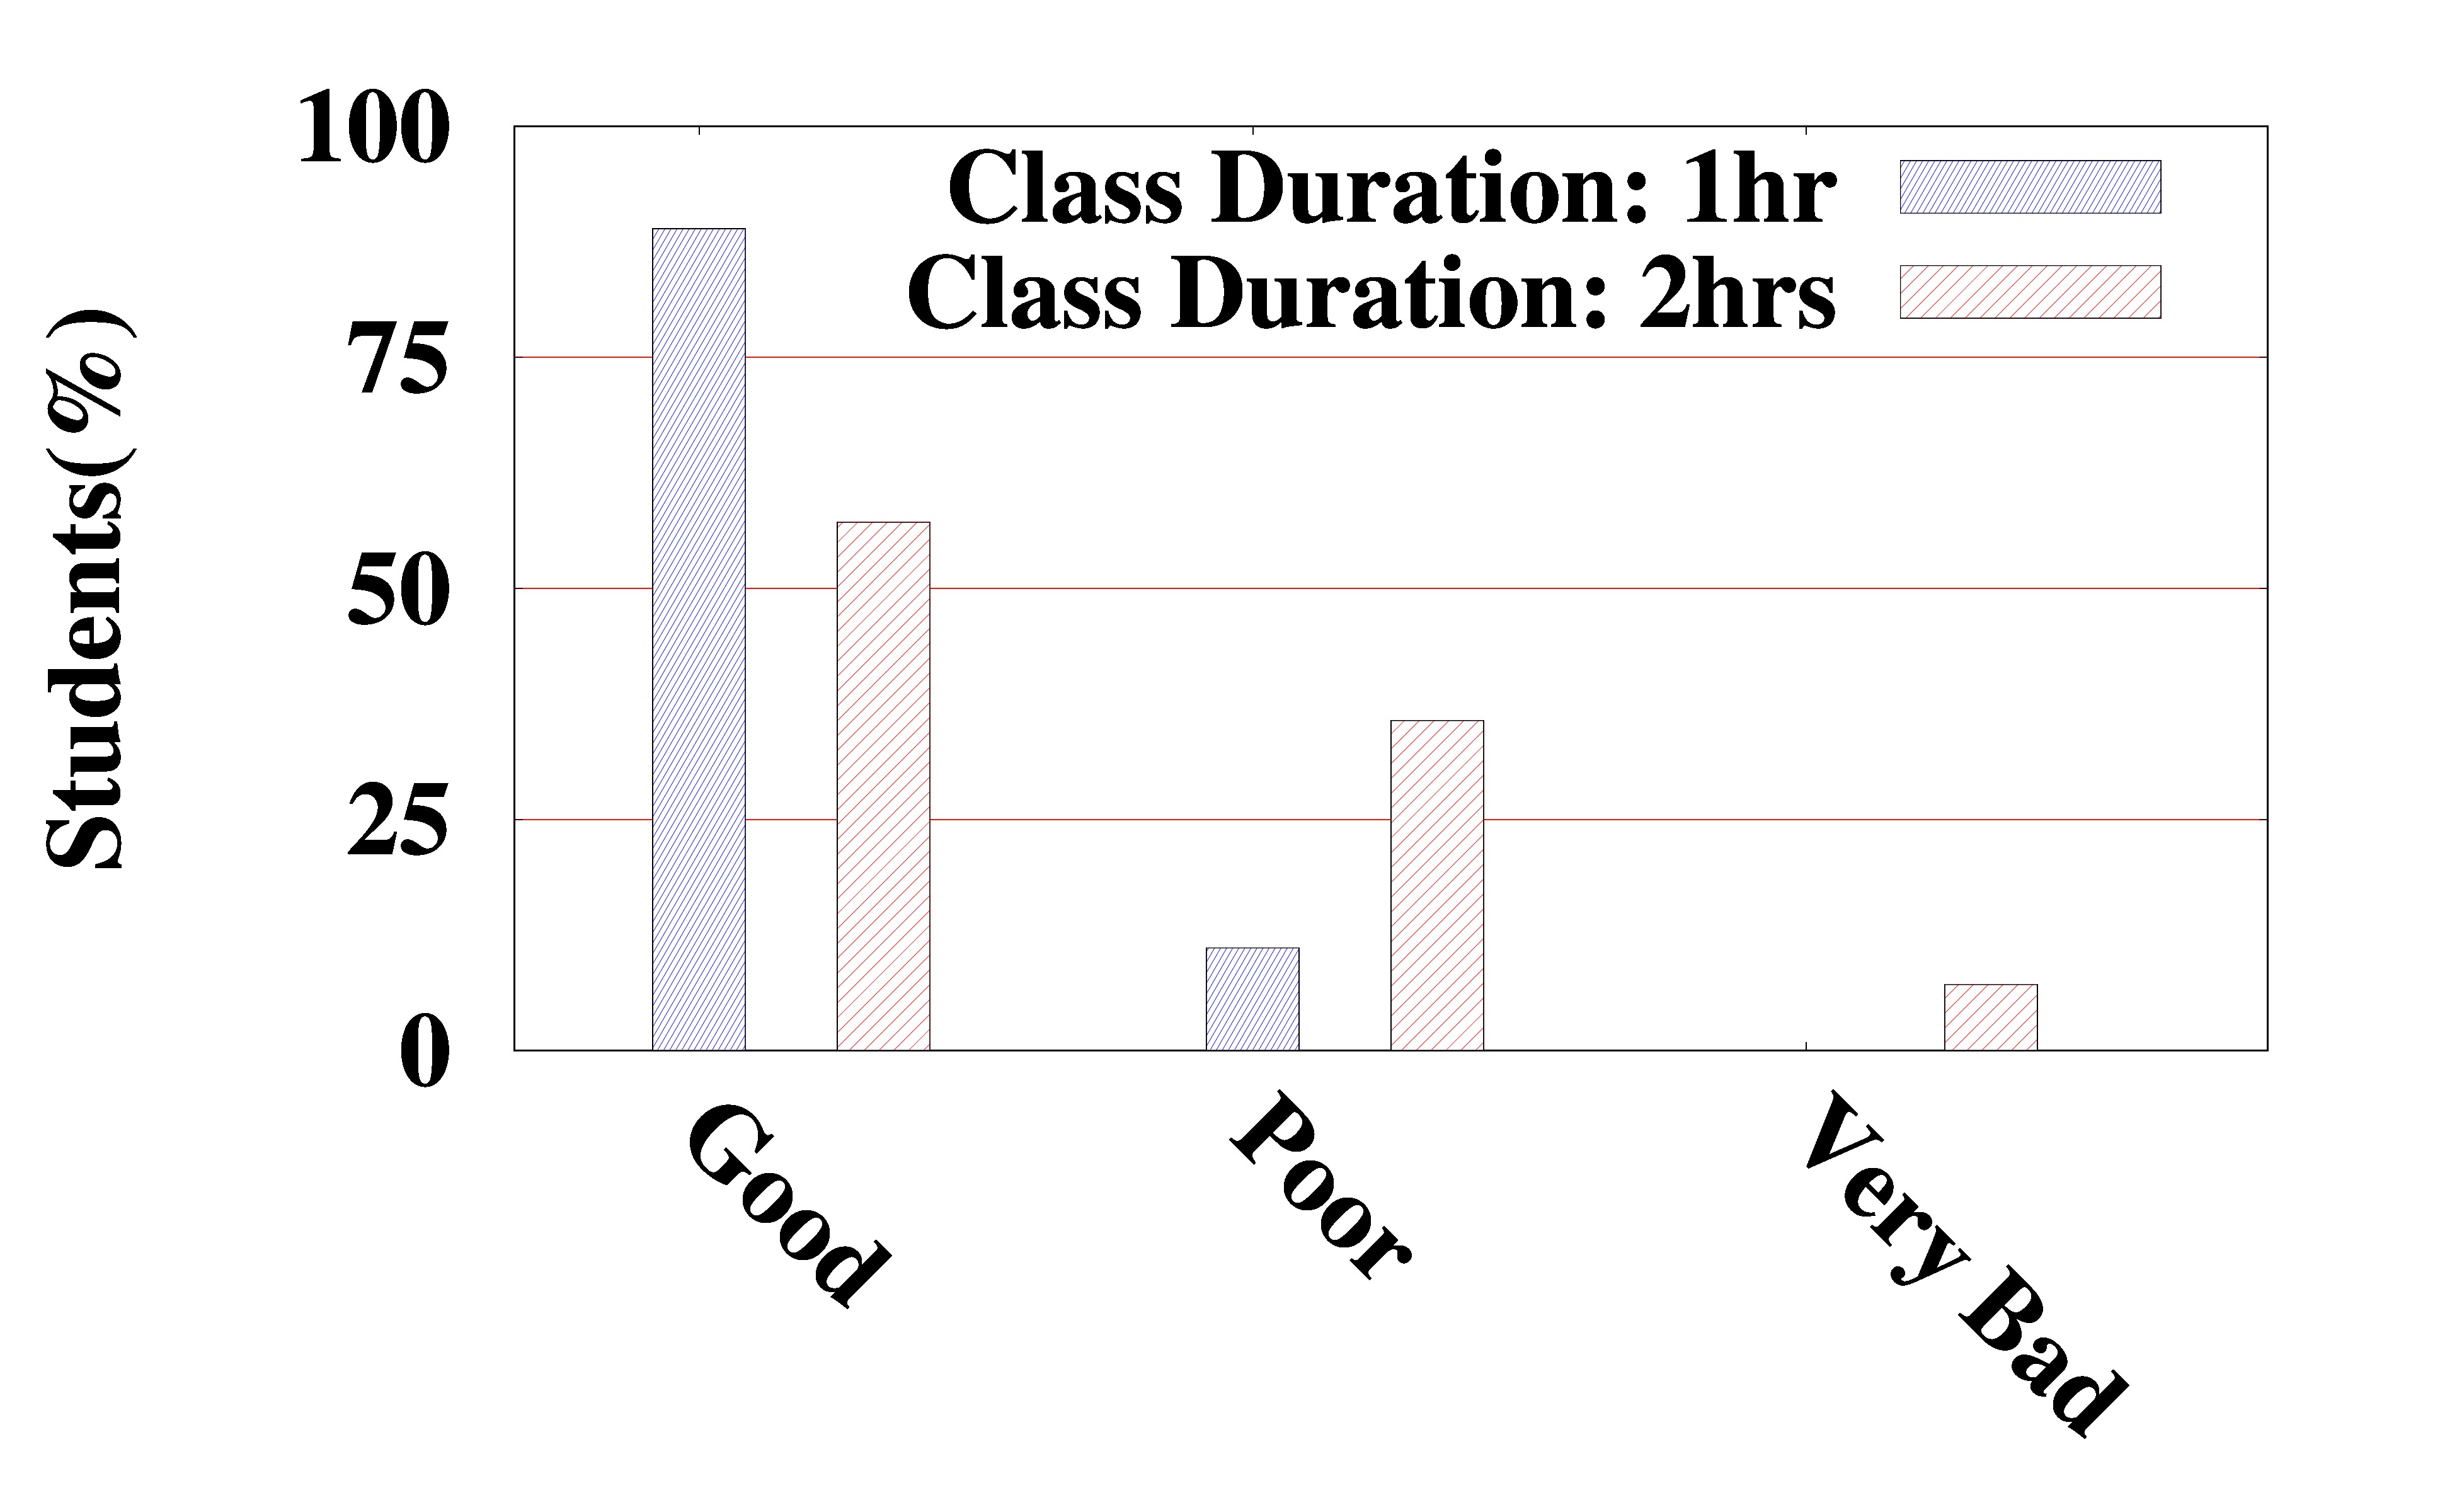 Students(%)
100
75
50
25
0
Class Duration: 1hr
Class Duration: 2hrs
Good
Poor
Very Bad